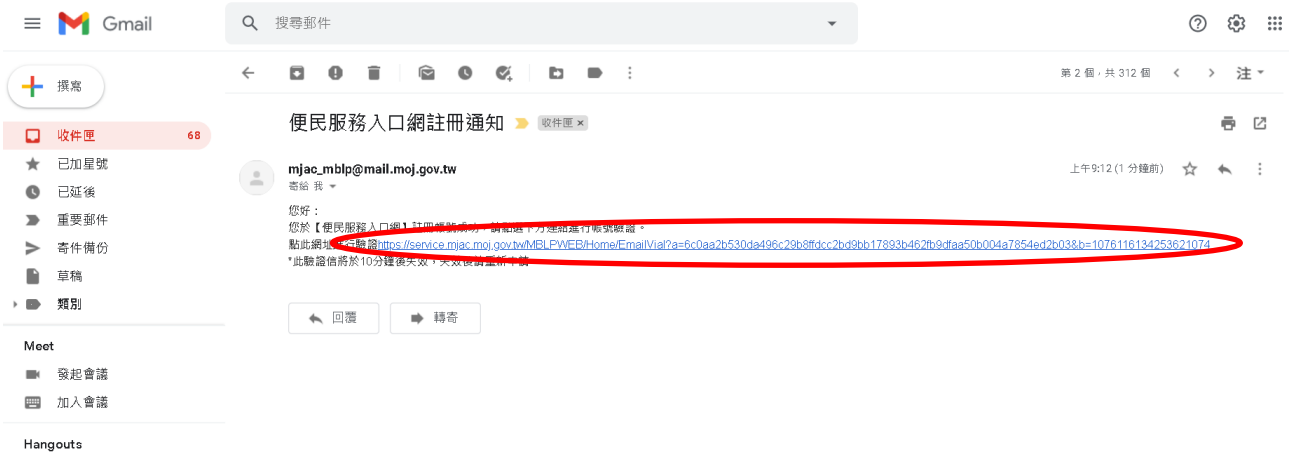 Gmail
搜尋郵件
撰寫
第 2 個，共 312 個
注
收件匣 68
已加星號
已延後
重要郵件
寄件備份
草稿
類別
Meet
發起會議
加入會議
Hangouts
便民服務入口網註冊通知
收件匣 ×
mjac_mblp@mail.moj.gov.tw
上午9:12 (1 分鐘前)
寄給 我
您好：
您於【便民服務入口網】註冊帳號成功，請點選下方連結進行帳號驗證。
點此網址進行驗證https://service.mjac.moj.gov.tw/MBLPWEB/Home/EmailVial?a=6c0aa2b530da496c29b8ffdcc2bd9bb17893b462fb9dfaa50b004a7854ed2b03&b=1076116134253621074
*此驗證信將於10分鐘後失效，失效後請重新申請
回覆
轉寄